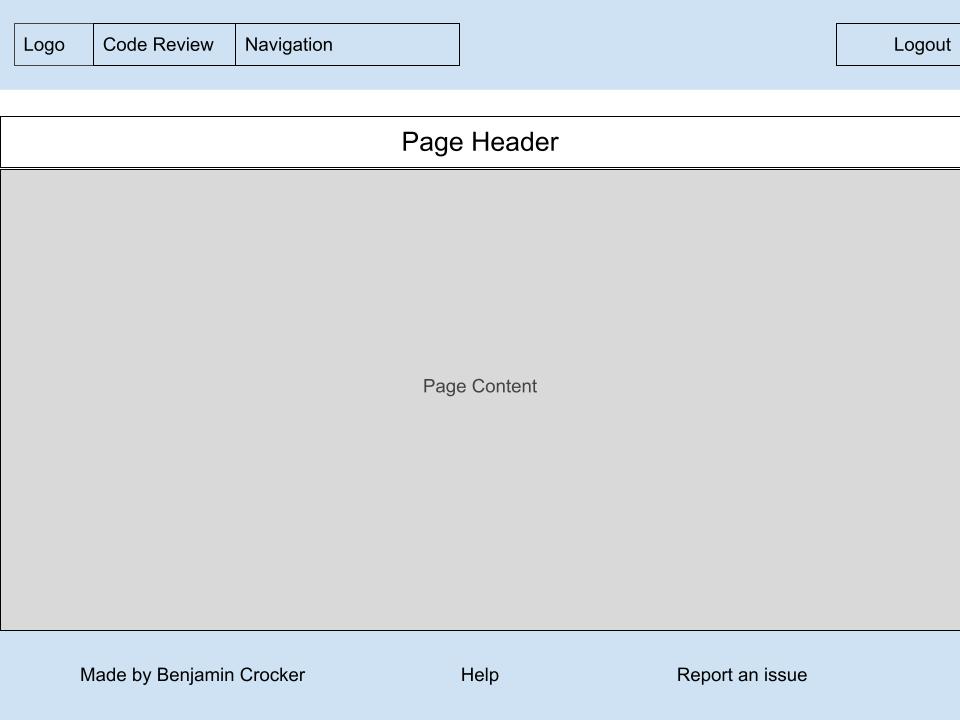 Logo
Code Review
Navigation
Logout
Page Header
Page Content
Made by Benjamin Crocker
Help
Report an issue